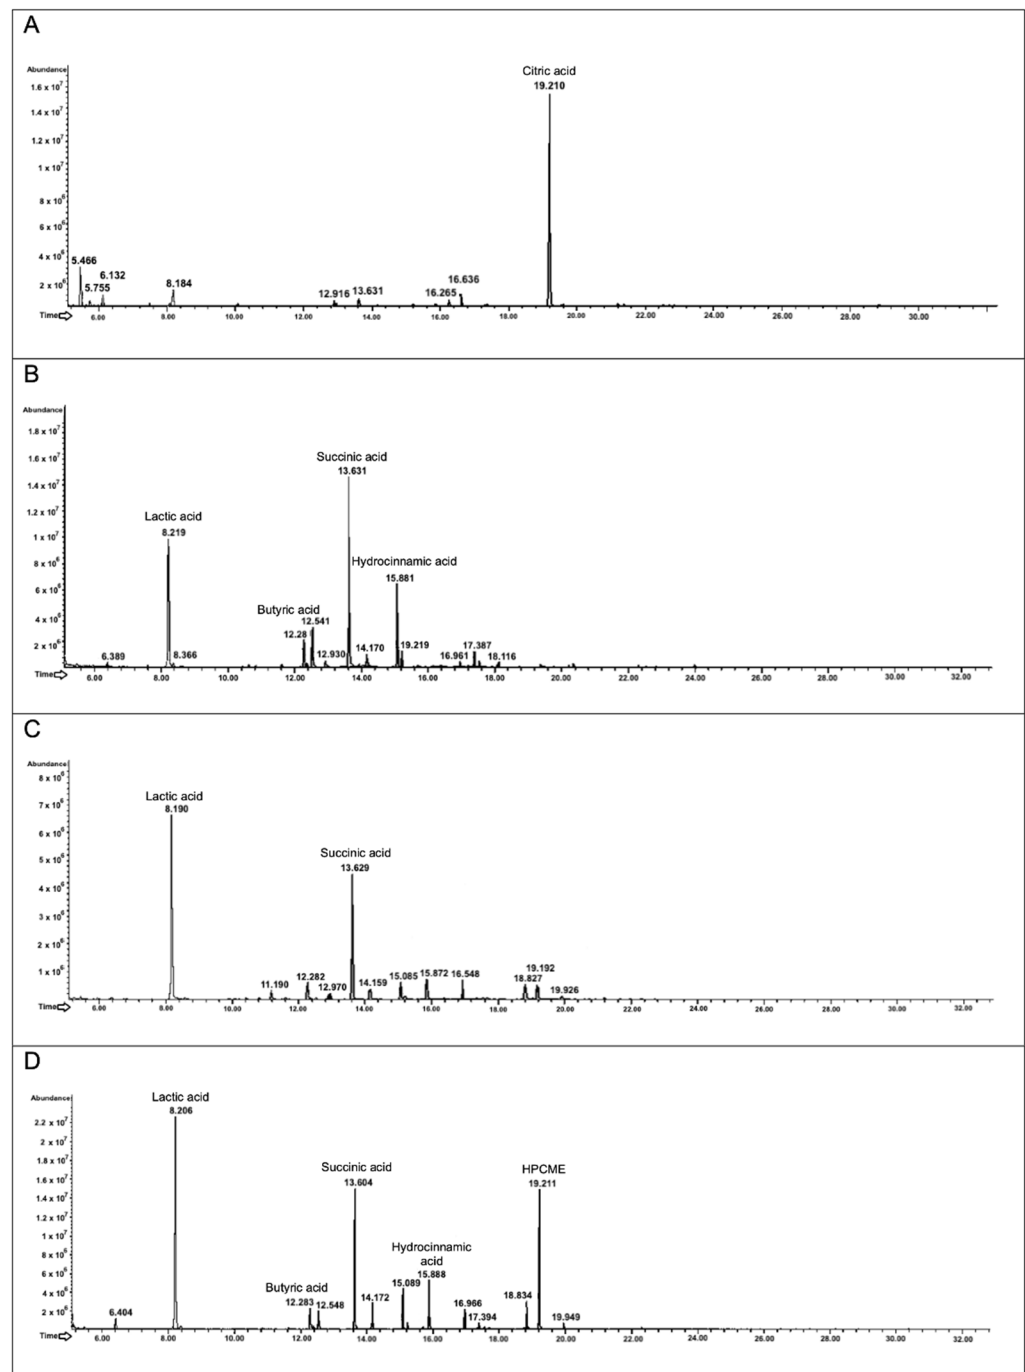 A
Abundance
Citric acid
19.210
1.6 x 10⁷
1.4 x 10⁷
1.2 x 10⁷
1 x 10⁷
8 x 10⁶
6 x 10⁶
4 x 10⁶
2 x 10⁶
5.466
5.755
6.132
8.184
12.916
13.631
16.265
16.636
Time
6.00 8.00 10.00 12.00 14.00 16.00 18.00 20.00 22.00 24.00 26.00 28.00 30.00
B
Abundance
1.8 x 10⁷
1.6 x 10⁷
1.4 x 10⁷
1.2 x 10⁷
1 x 10⁷
8 x 10⁶
6 x 10⁶
4 x 10⁶
2 x 10⁶
Lactic acid
8.219
Succinic acid
13.631
Hydrocinnamic acid
15.881
Butyric acid
12.541
12.28
6.389
8.366
12.930
14.170
19.219
16.961
17.387
18.116
Time
6.00 8.00 10.00 12.00 14.00 16.00 18.00 20.00 22.00 24.00 26.00 28.00 30.00 32.00
C
Abundance
8 x 10⁶
7 x 10⁶
6 x 10⁶
5 x 10⁶
4 x 10⁶
3 x 10⁶
2 x 10⁶
1 x 10⁶
Lactic acid
8.190
Succinic acid
13.629
11.190
12.282
12.970
14.159
15.085
15.872
16.548
18.827
19.192
19.926
Time
6.00 8.00 10.00 12.00 14.00 16.00 18.00 20.00 22.00 24.00 26.00 28.00 30.00 32.00
D
Abundance
2.2 x 10⁷
2 x 10⁷
1.8 x 10⁷
1.6 x 10⁷
1.4 x 10⁷
1.2 x 10⁷
1 x 10⁷
8 x 10⁶
6 x 10⁶
4 x 10⁶
2 x 10⁶
Lactic acid
8.206
Succinic acid
13.604
HPCME
19.211
Hydrocinnamic
acid
15.888
Butyric acid
12.283
12.548
6.404
14.172
15.089
16.966
17.394
18.834
19.949
Time
6.00 8.00 10.00 12.00 14.00 16.00 18.00 20.00 22.00 24.00 26.00 28.00 30.00 32.00